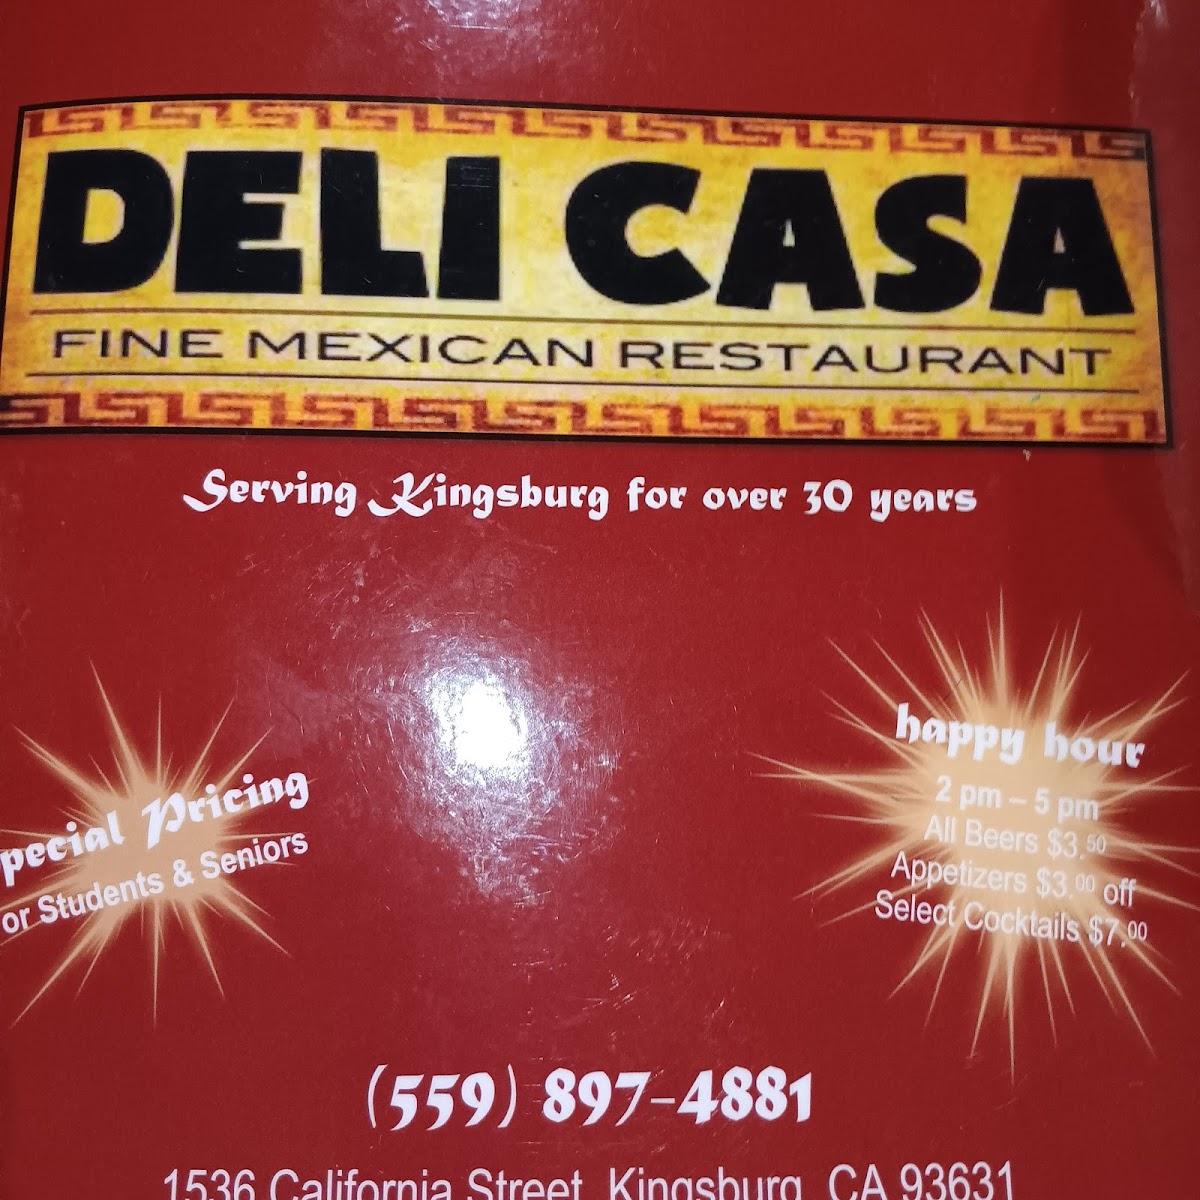 DELI CASA
FINE MEXICAN RESTAURANT
Serving Kingsburg for over 30 years
pecial Pricing
or Students & Seniors
happy hour
2 pm – 5 pm
All Beers $3.50
Appetizers $3.00 off
Select Cocktails $7.00
(559) 897-4881
1536 California Street, Kingsburg, CA 93631